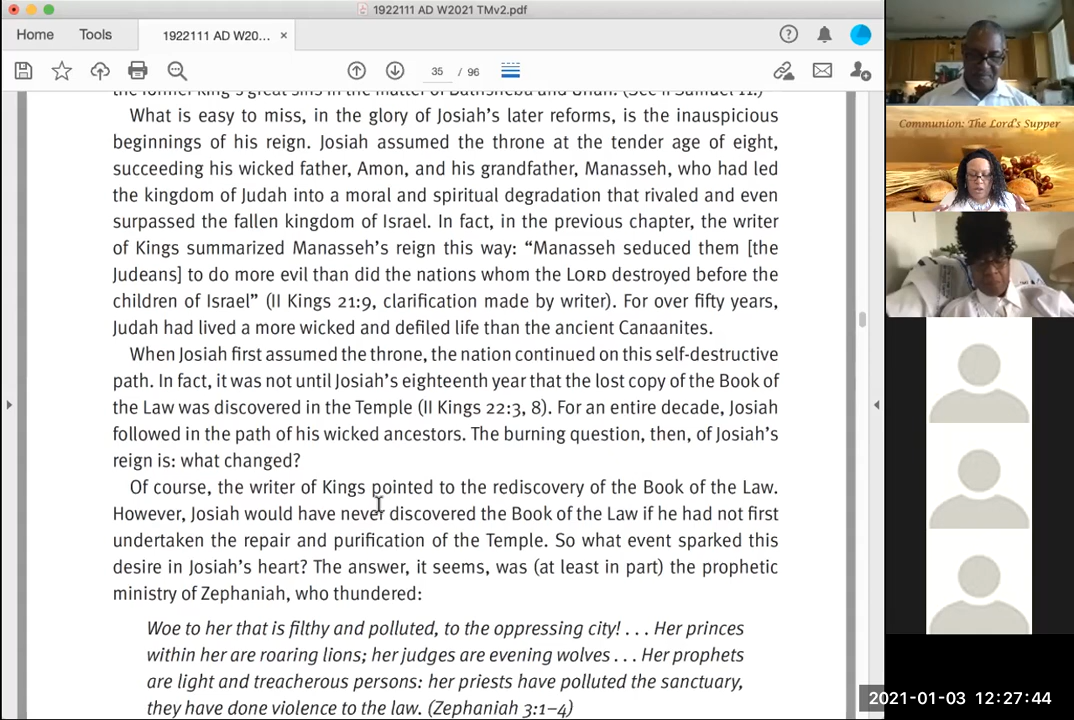 1922111 AD W2021 TMv2.pdf
Home Tools 1922111 AD W20... ×
35 / 96
the former king's great sins in the matter of Bathsheba and Uriah. (See II Samuel 11.)
What is easy to miss, in the glory of Josiah's later reforms, is the inauspicious
beginnings of his reign. Josiah assumed the throne at the tender age of eight,
succeeding his wicked father, Amon, and his grandfather, Manasseh, who had led
the kingdom of Judah into a moral and spiritual degradation that rivaled and even
surpassed the fallen kingdom of Israel. In fact, in the previous chapter, the writer
of Kings summarized Manasseh's reign this way: “Manasseh seduced them [the
Judeans] to do more evil than did the nations whom the LORD destroyed before the
children of Israel” (II Kings 21:9, clarification made by writer). For over fifty years,
Judah had lived a more wicked and defiled life than the ancient Canaanites.
When Josiah first assumed the throne, the nation continued on this self-destructive
path. In fact, it was not until Josiah's eighteenth year that the lost copy of the Book of
the Law was discovered in the Temple (II Kings 22:3, 8). For an entire decade, Josiah
followed in the path of his wicked ancestors. The burning question, then, of Josiah's
reign is: what changed?
Of course, the writer of Kings pointed to the rediscovery of the Book of the Law.
However, Josiah would have never discovered the Book of the Law if he had not first
undertaken the repair and purification of the Temple. So what event sparked this
desire in Josiah's heart? The answer, it seems, was (at least in part) the prophetic
ministry of Zephaniah, who thundered:
Woe to her that is filthy and polluted, to the oppressing city! . . . Her princes
within her are roaring lions; her judges are evening wolves . . . Her prophets
are light and treacherous persons: her priests have polluted the sanctuary,
they have done violence to the law. (Zephaniah 3:1–4)
Communion: The Lord's Supper
2021-01-03 12:27:44